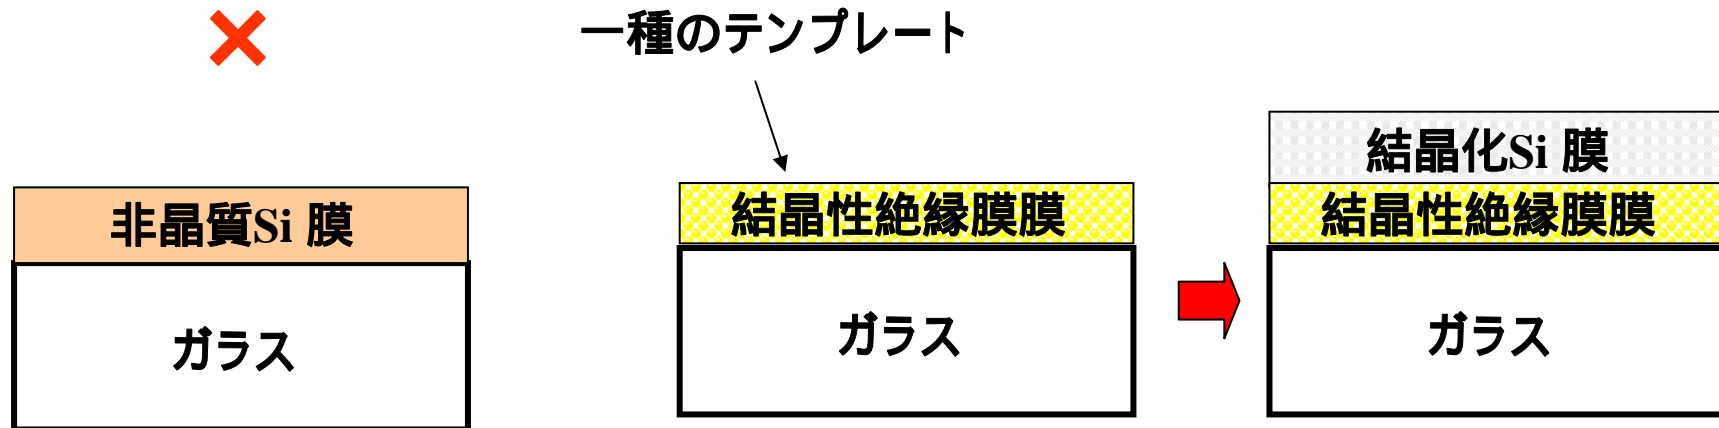 一種のテンプレート
非晶質Si 膜
ガラス
結晶性絶縁膜膜
ガラス
結晶化Si 膜
結晶性絶縁膜膜
ガラス